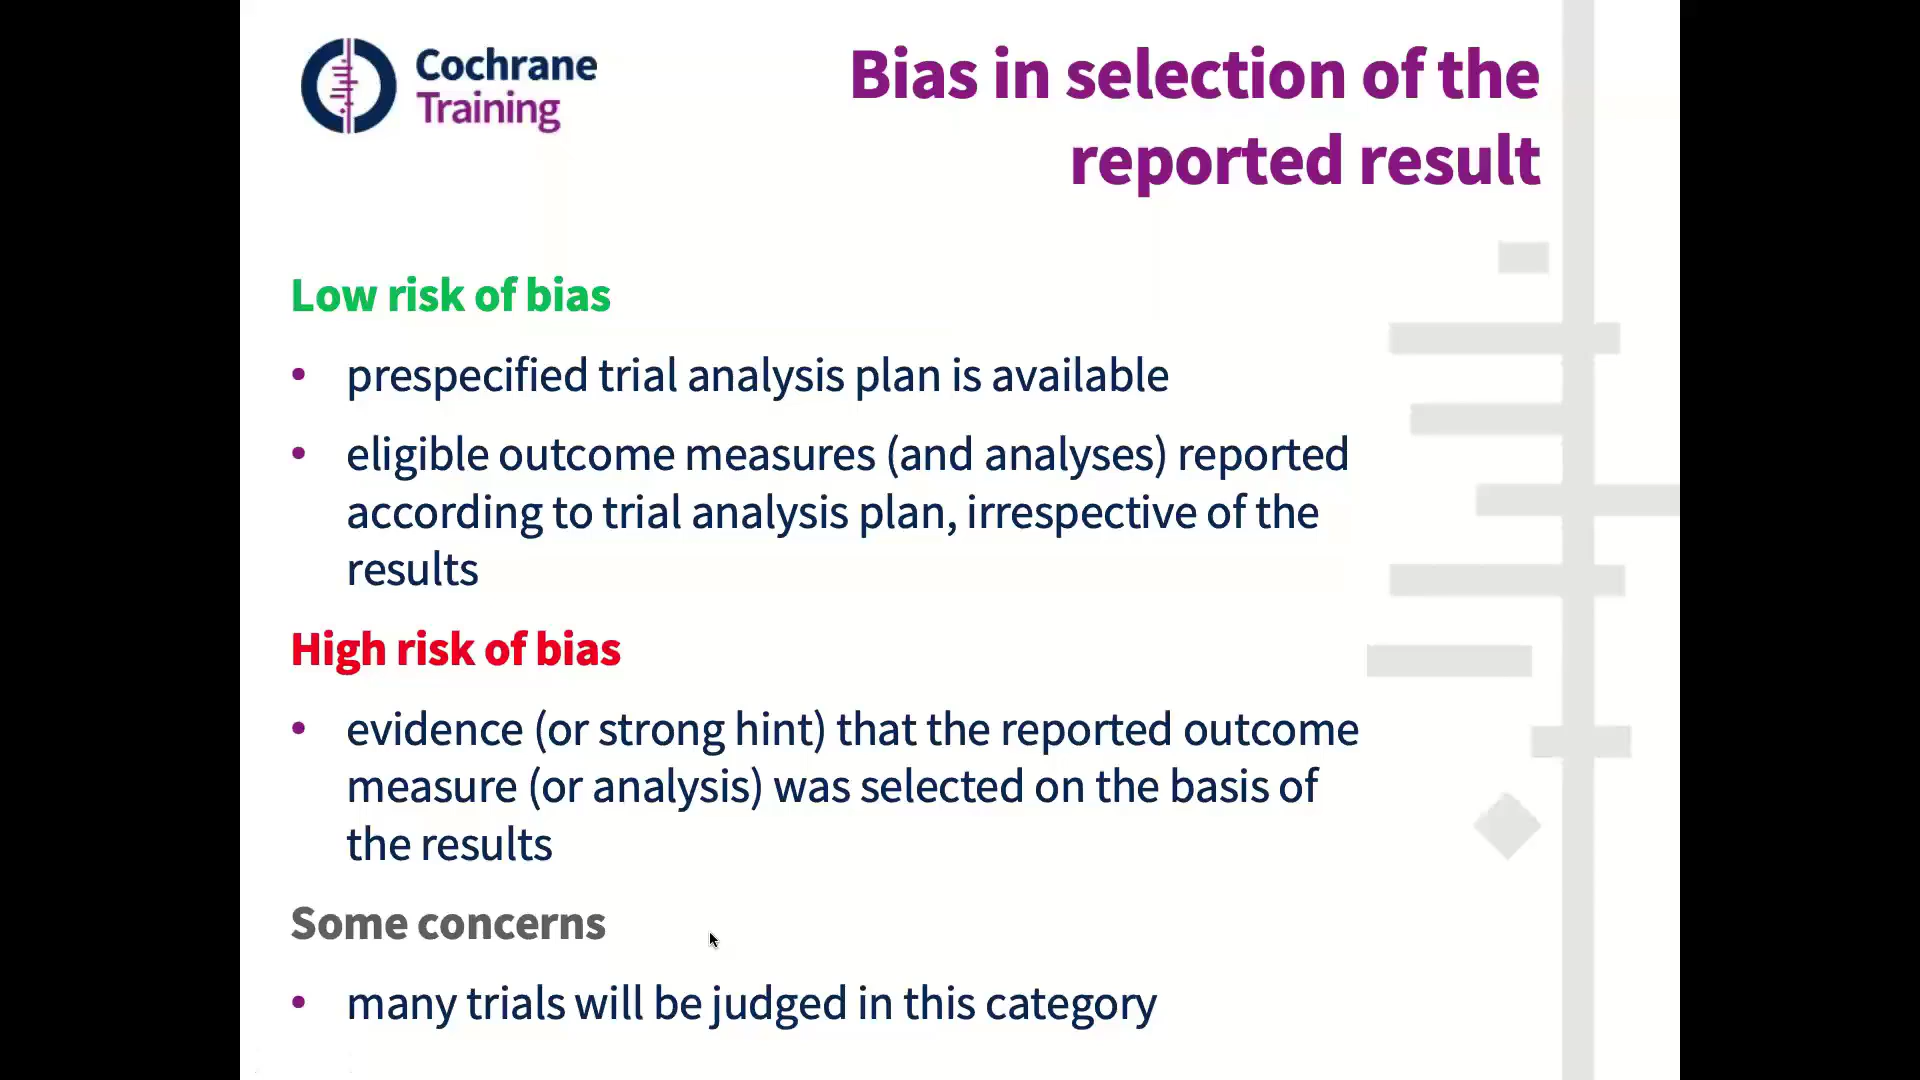 Cochrane
Training
Bias in selection of the
reported result
Low risk of bias
• prespecified trial analysis plan is available
• eligible outcome measures (and analyses) reported
according to trial analysis plan, irrespective of the
results
High risk of bias
• evidence (or strong hint) that the reported outcome
measure (or analysis) was selected on the basis of
the results
Some concerns
• many trials will be judged in this category